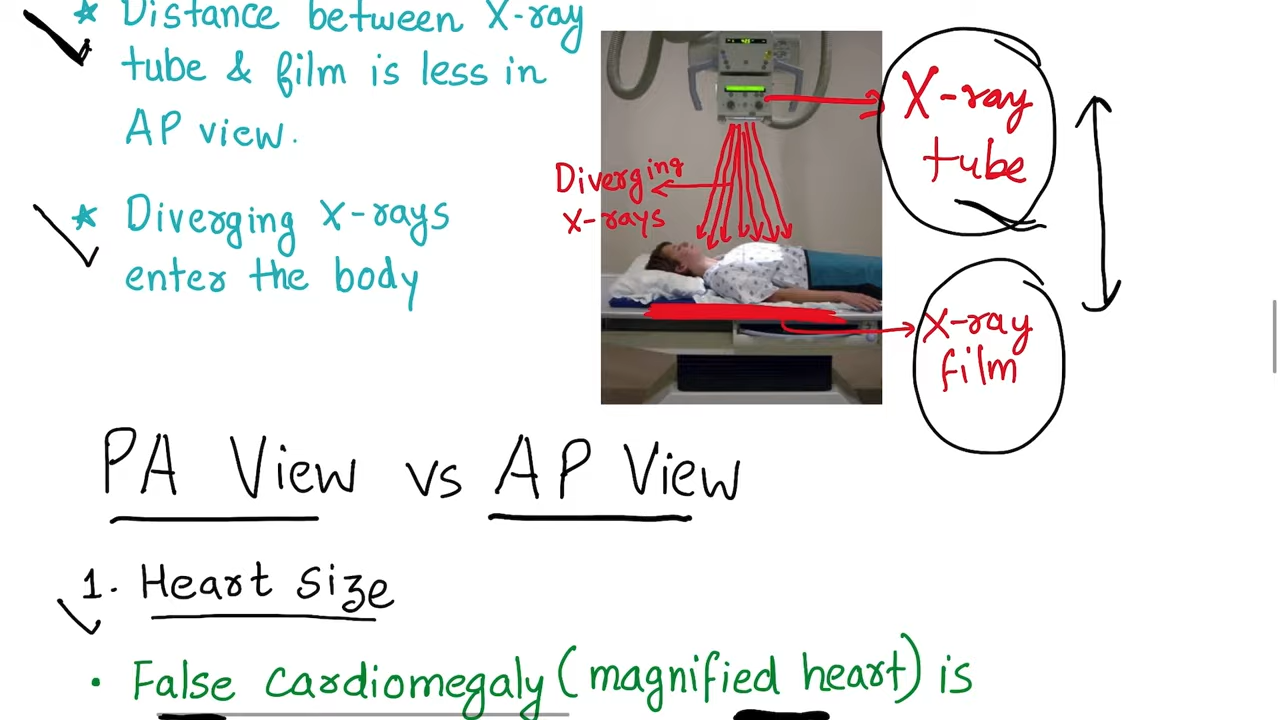 * Distance between X-ray
tube & film is less in
AP view.
* Diverging X-rays
enter the body
Diverging
X-rays
X-ray
tube
X-ray
film
PA View vs AP View
1. Heart Size
• False cardiomegaly (magnified heart) is